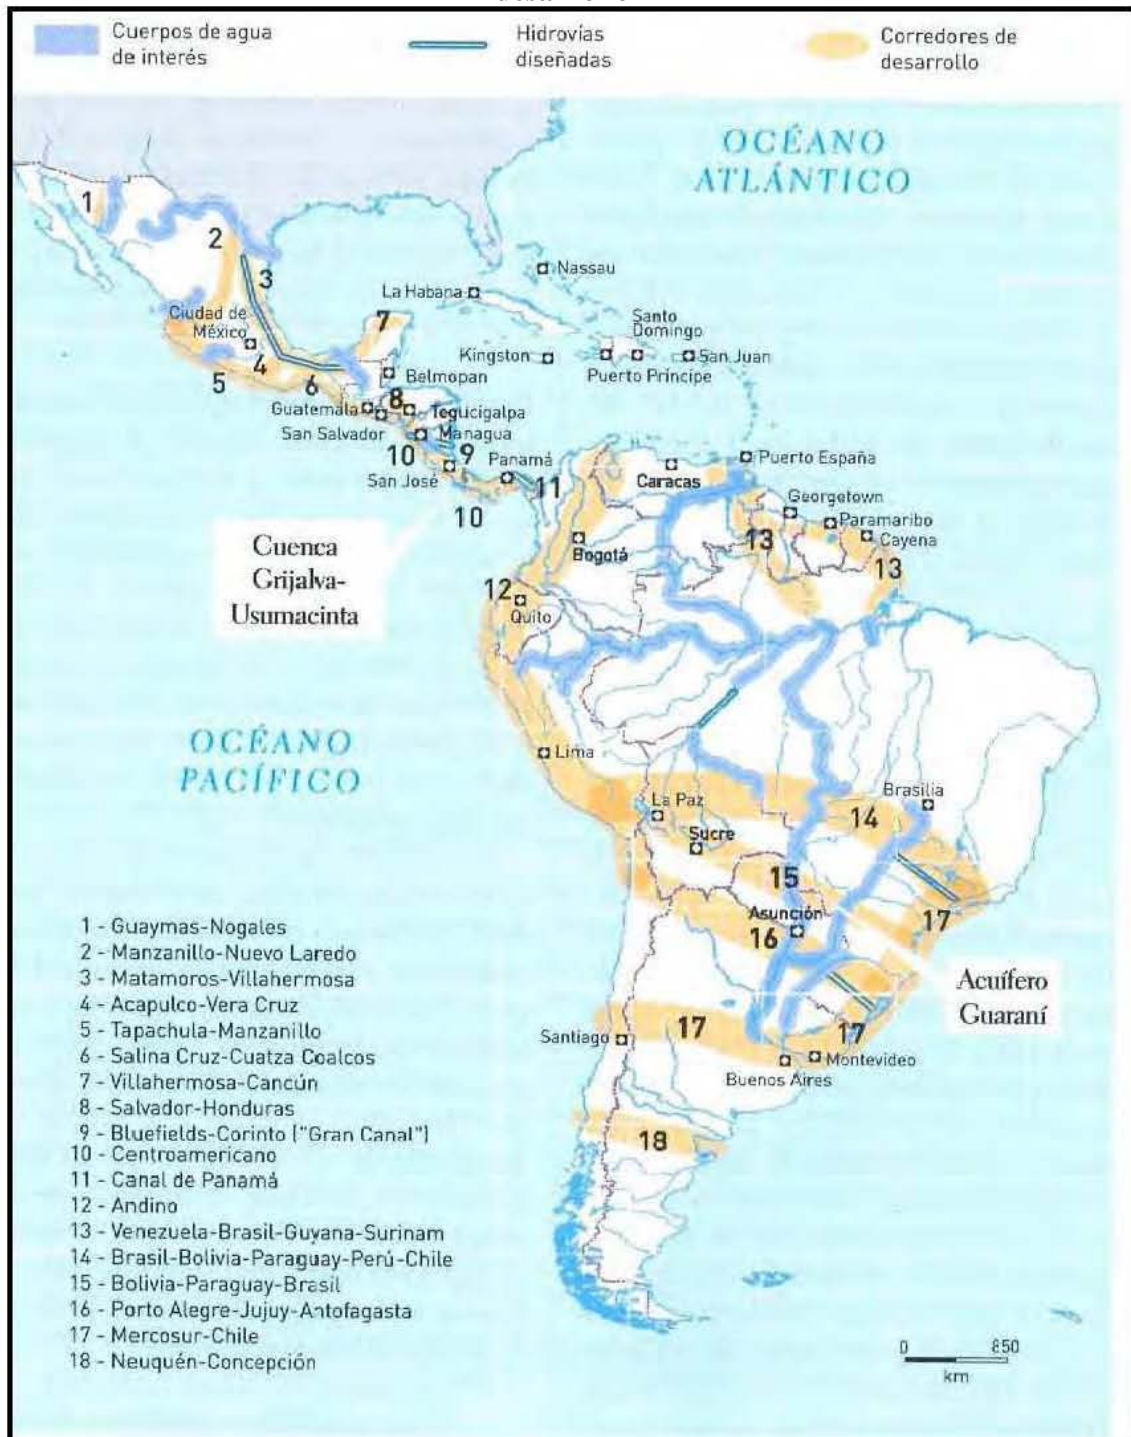 Cuerpos de agua
de interés
Hidrovías
diseñadas
Corredores de
desarrollo
OCÉANO
ATLÁNTICO
1
2
3
Nassau
La Habana
Ciudad de
México
7
Santo
Domingo
Kingston
San Juan
Puerto Príncipe
4
5
6
Belmopan
8
Guatemala
Tegucigalpa
San Salvador
Managua
10
9
Panamá
San José
11
10
Caracas
Puerto España
Georgetown
Paramaribo
Cayena
13
13
Bogotá
Cuenca
Grijalva-
Usumacinta
12
Quito
OCÉANO
PACÍFICO
Lima
La Paz
Brasilia
14
Sucre
15
Asunción
16
17
Acuífero
Guaraní
Santiago
17
17
Montevideo
Buenos Aires
18
1 - Guaymas-Nogales
2 - Manzanillo-Nuevo Laredo
3 - Matamoros-Villahermosa
4 - Acapulco-Vera Cruz
5 - Tapachula-Manzanillo
6 - Salina Cruz-Cuatza Coalcos
7 - Villahermosa-Cancún
8 - Salvador-Honduras
9 - Bluefields-Corinto ("Gran Canal")
10 - Centroamericano
11 - Canal de Panamá
12 - Andino
13 - Venezuela-Brasil-Guyana-Surinam
14 - Brasil-Bolivia-Paraguay-Perú-Chile
15 - Bolivia-Paraguay-Brasil
16 - Porto Alegre-Jujuy-Antofagasta
17 - Mercosur-Chile
18 - Neuquén-Concepción
0 850
km